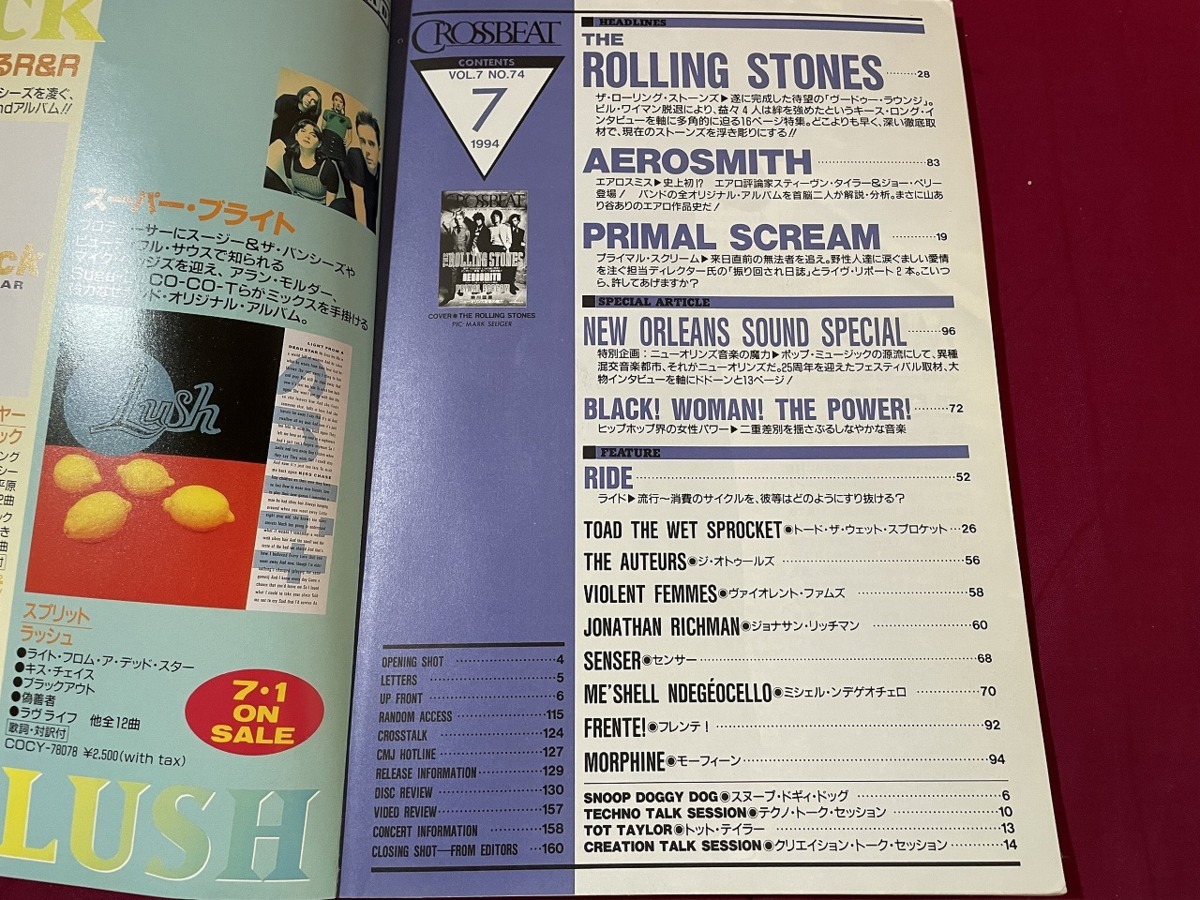 CK
るR&R
シーズを凌ぐ、
ndアルバム!!
スーパー・ブライト
プロデューサーにスージー&ザ・バンシーズや
フル・サウスで知られる
ッジズを迎え、アラン・モルダー、
CO-CO-Tらがミックスを手掛ける
ド・オリジナル・アルバム。
Lush
LIGHT FROM A
DEAD STAR
KISS CHASE
スプリット
ラッシュ
●ライト・フロム・ア・デッド・スター
●キス・チェイス
●ブラックアウト
●偽善者
●ラヴ ライフ 他全12曲
歌詞・対訳付
COCY-78078 ¥2,500(with tax)
7・1
ON
SALE
LUSH
CROSSBEAT
CONTENTS
VOL.7 NO.74
7
1994
CROSSBEAT
THE ROLLING STONES
AEROSMITH
PRIMAL SCREAM
COVER●THE ROLLING STONES
PIC MARK SELIGER
OPENING SHOT 4
LETTERS 5
UP FRONT 6
RANDOM ACCESS 115
CROSSTALK 124
CMJ HOTLINE 127
RELEASE INFORMATION 129
DISC REVIEW 130
VIDEO REVIEW 157
CONCERT INFORMATION 158
CLOSING SHOT—FROM EDITORS 160
HEADLINES
THE
ROLLING STONES 28
ザ・ローリング・ストーンズ▶遂に完成した待望の「ヴードゥー・ラウンジ」。
ビル・ワイマン脱退により、益々4人は絆を強めたというキース・ロング・イ
ンタビューを軸に多角的に迫る16ページ特集。どこよりも早く、深い徹底取
材で、現在のストーンズを浮き彫りにする!!
AEROSMITH 83
エアロスミス▶史上初!? エアロ評論家スティーヴン・タイラー&ジョー・ペリー
登場! バンドの全オリジナル・アルバムを首脳二人が解説・分析。まさに山あ
り谷ありのエアロ作品史だ!
PRIMAL SCREAM 19
プライマル・スクリーム▶来日直前の無法者を追え。野性人達に涙ぐましい愛情
を注ぐ担当ディレクター氏の「振り回され日誌」とライヴ・リポート2本。こいつ
ら、許してあげますか?
SPECIAL ARTICLE
NEW ORLEANS SOUND SPECIAL 96
特別企画:ニューオリンズ音楽の魔力▶ポップ・ミュージックの源流にして、異種
混交音楽都市、それがニューオリンズだ。25周年を迎えたフェスティバル取材、大
物インタビューを軸にドドーンと13ページ!
BLACK! WOMAN! THE POWER! 72
ヒップホップ界の女性パワー▶二重差別を揺さぶるしなやかな音楽
FEATURE
RIDE 52
ライド▶流行〜消費のサイクルを、彼等はどのようにすり抜ける?
TOAD THE WET SPROCKET◉トード・ザ・ウェット・スプロケット 26
THE AUTEURS◉ジ・オトゥールズ 56
VIOLENT FEMMES◉ヴァイオレント・ファムズ 58
JONATHAN RICHMAN◉ジョナサン・リッチマン 60
SENSER◉センサー 68
ME'SHELL NDEGÉOCELLO◉ミシェル・ンデゲオチェロ 70
FRENTE!◉フレンテ! 92
MORPHINE◉モーフィーン 94
SNOOP DOGGY DOG◉スヌープ・ドギィ・ドッグ 6
TECHNO TALK SESSION◉テクノ・トーク・セッション 10
TOT TAYLOR◉トット・テイラー 13
CREATION TALK SESSION◉クリエイション・トーク・セッション 14